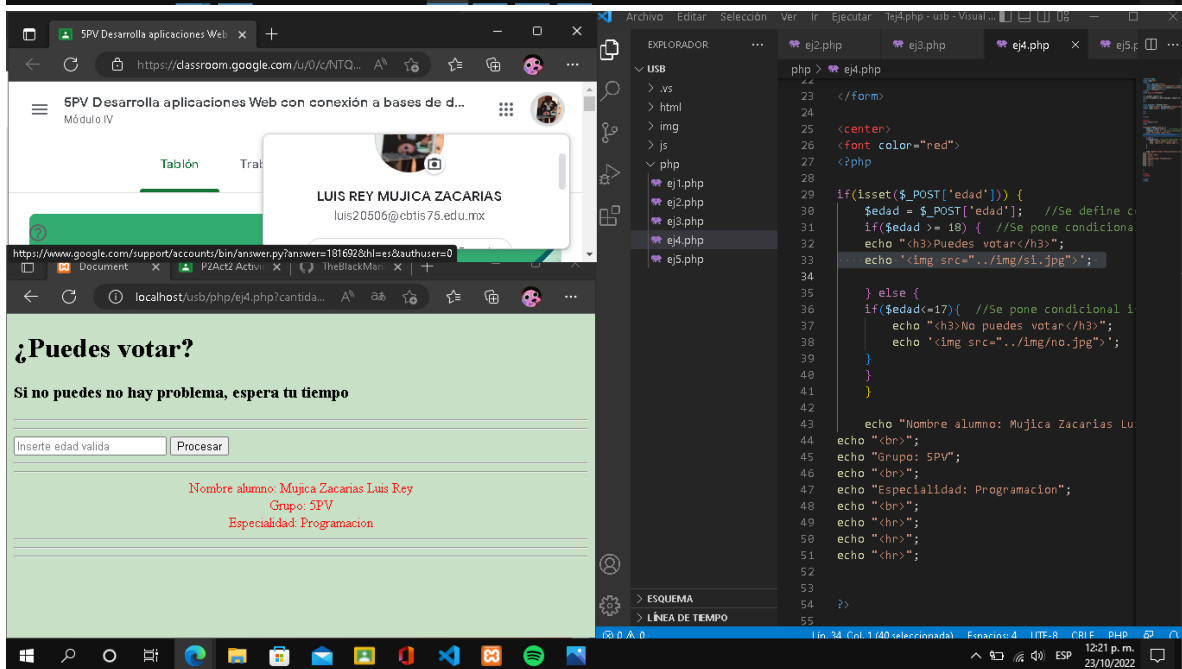 5PV Desarrolla aplicaciones Web
https://classroom.google.com/u/0/c/NTQ...
5PV Desarrolla aplicaciones Web con conexión a bases de d...
Módulo IV
Tablón
Trab
LUIS REY MUJICA ZACARIAS
luis20506@cbtis75.edu.mx
https://www.google.com/support/accounts/bin/answer.py?answer=181692&hl=es&authuser=0
Document
P2Act2 Activi
TheBlackMan
localhost/usb/php/ej4.php?cantida...
¿Puedes votar?
Si no puedes no hay problema, espera tu tiempo
Inserte edad valida
Procesar
Nombre alumno: Mujica Zacarias Luis Rey
Grupo: 5PV
Especialidad: Programacion
Archivo Editar Selección Ver Ir Ejecutar Tej4.php - usb - Visual ...
EXPLORADOR
USB
.vs
html
img
js
php
ej1.php
ej2.php
ej3.php
ej4.php
ej5.php
ESQUEMA
LÍNEA DE TIEMPO
ej2.php ej3.php ej4.php ej5.p
php > ej4.php
22
23 </form>
24
25 <center>
26 <font color="red">
27 <?php
28
29 if(isset($_POST['edad'])) {
30 $edad = $_POST['edad']; //Se define c
31 if($edad >= 18) { //Se pone condiciona
32 echo "<h3>Puedes votar</h3>";
33 echo '<img src="../img/si.jpg">';
34
35 } else {
36 if($edad<=17){ //Se pone condicional i
37 echo "<h3>No puedes votar</h3>";
38 echo '<img src="../img/no.jpg">';
39 }
40 }
41 }
42
43 echo "Nombre alumno: Mujica Zacarias Lu
44 echo "<br>";
45 echo "Grupo: 5PV";
46 echo "<br>";
47 echo "Especialidad: Programacion";
48 echo "<br>";
49 echo "<hr>";
50 echo "<hr>";
51 echo "<hr>";
52
53
54 ?>
55
0 0
Lín. 34, Col. 1 (40 seleccionada) Espacios: 4 UTF-8 CRLF PHP
ESP
12:21 p. m.
23/10/2022